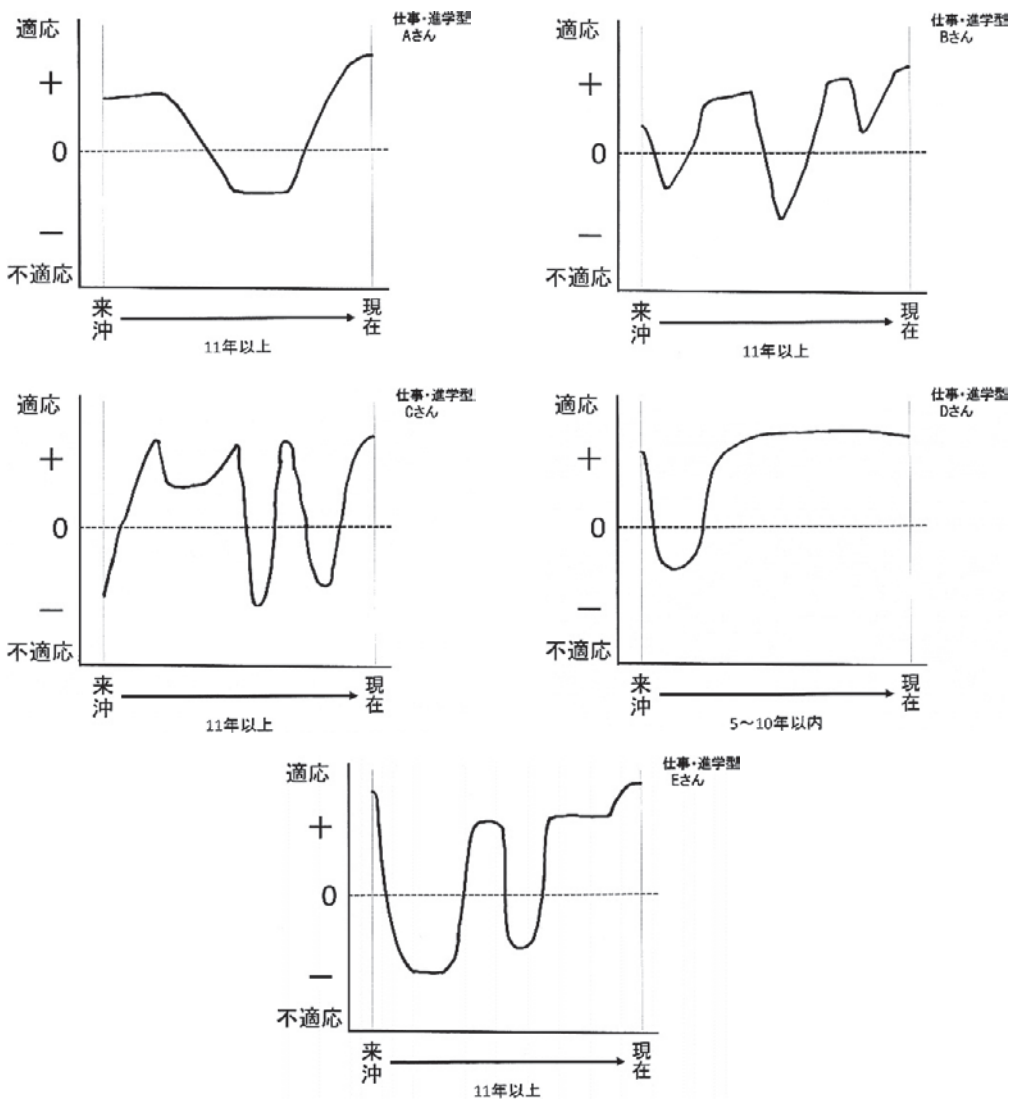 適応
仕事・進学型
Aさん
+
0
−
不適応
来沖
現在
11年以上
適応
仕事・進学型
Bさん
+
0
−
不適応
来沖
現在
11年以上
適応
仕事・進学型
Cさん
+
0
−
不適応
来沖
現在
11年以上
適応
仕事・進学型
Dさん
+
0
−
不適応
来沖
現在
5〜10年以内
適応
仕事・進学型
Eさん
+
0
−
不適応
来沖
現在
11年以上